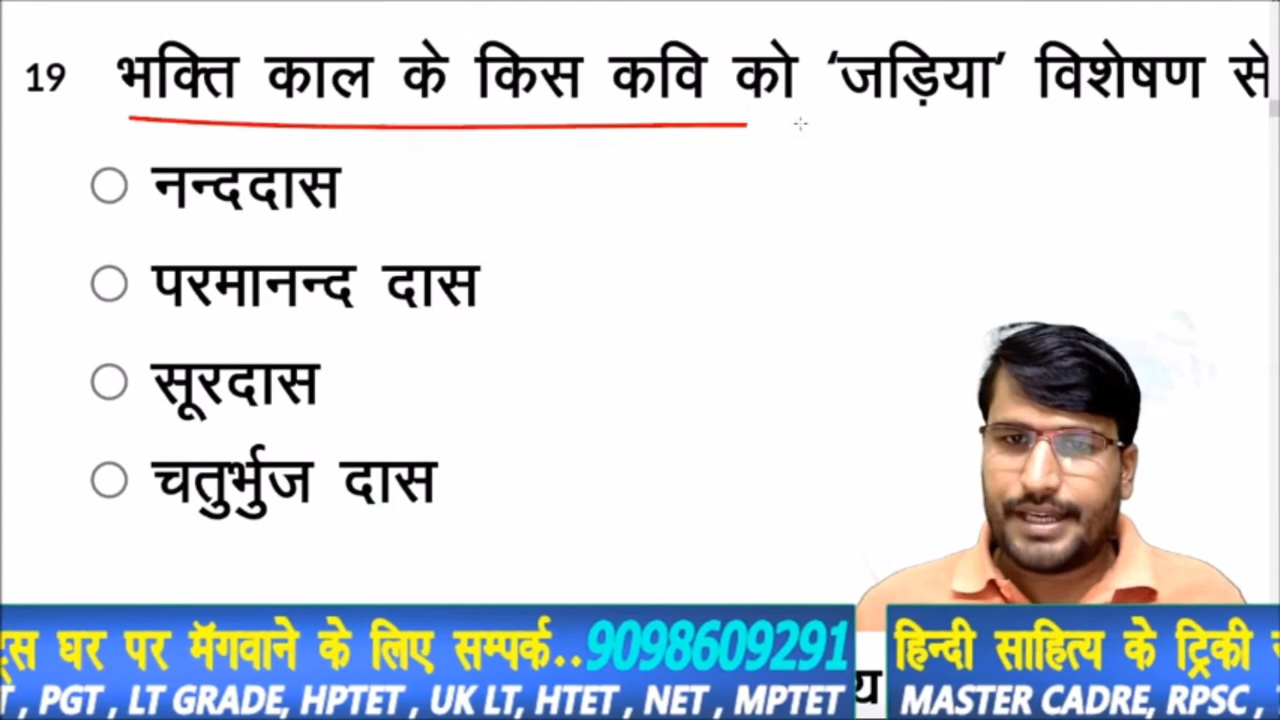 19 भक्ति काल के किस कवि को ‘जड़िया’ विशेषण से
नन्ददास
परमानन्द दास
सूरदास
चतुर्भुज दास
घर पर मँगवाने के लिए सम्पर्क..9098609291
हिन्दी साहित्य के ट्रिकी
, PGT , LT GRADE, HPTET , UK LT, HTET , NET , MPTET
MASTER CADRE, RPSC ,